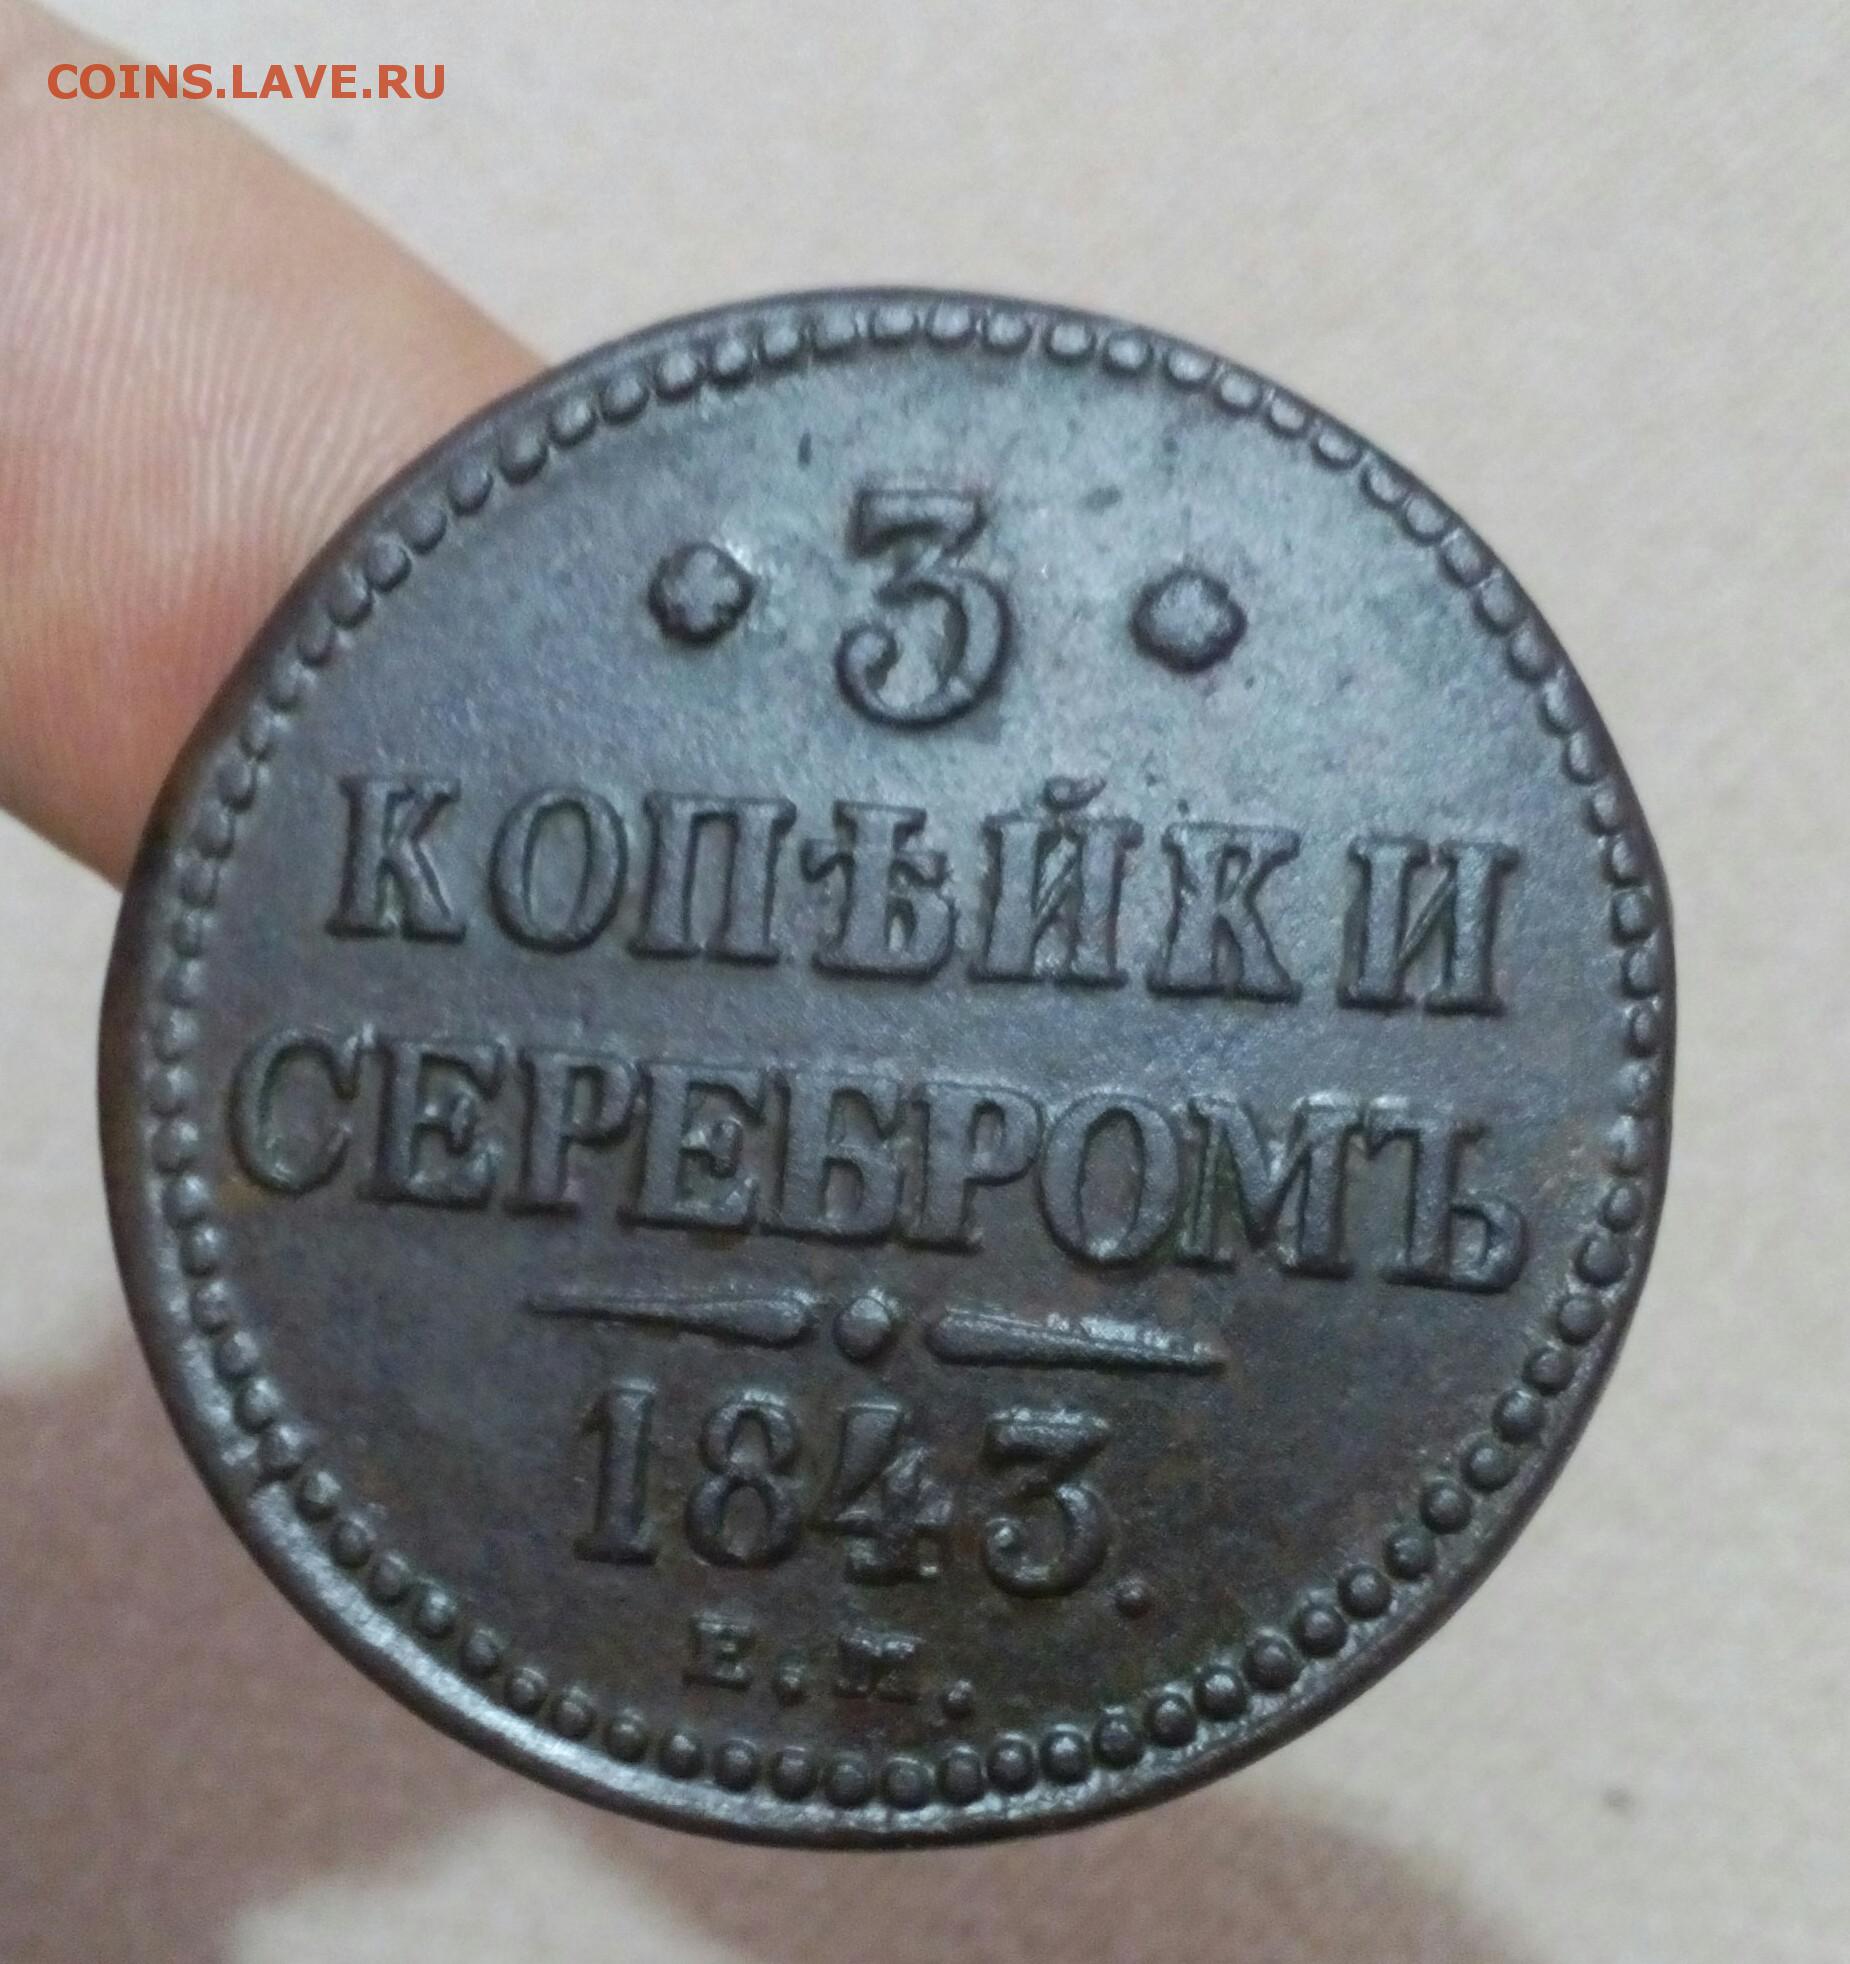 COINS.LAVE.RU
3
КОПѢЙКИ
СЕРЕБРОМЪ
1843.
Е.М.